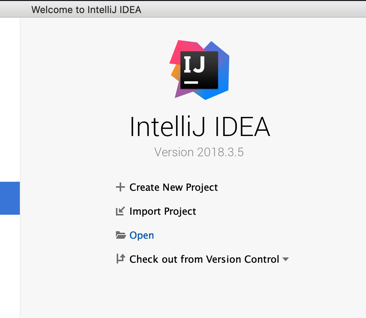 Welcome to IntelliJ IDEA
IJ
IntelliJ IDEA
Version 2018.3.5
Create New Project
Import Project
Open
Check out from Version Control